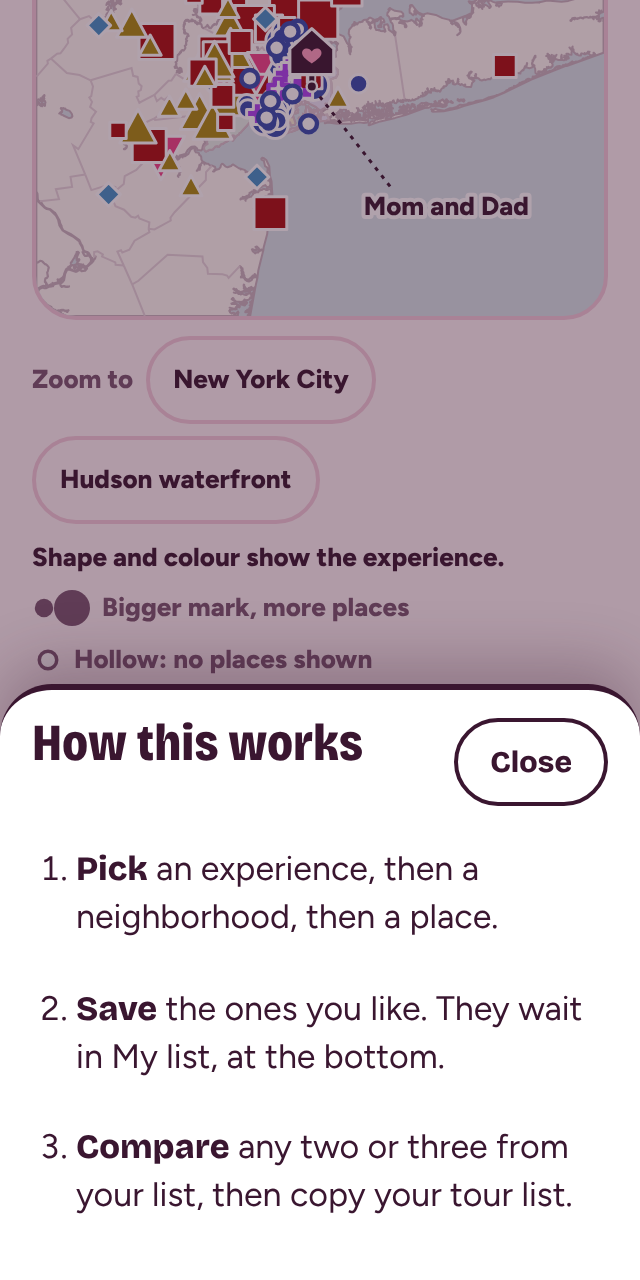 Mom and Dad
Zoom to
New York City
Hudson waterfront
Shape and colour show the experience.
Bigger mark, more places
Hollow: no places shown
How this works
Close
1. Pick an experience, then a
neighborhood, then a place.
2. Save the ones you like. They wait
in My list, at the bottom.
3. Compare any two or three from
your list, then copy your tour list.